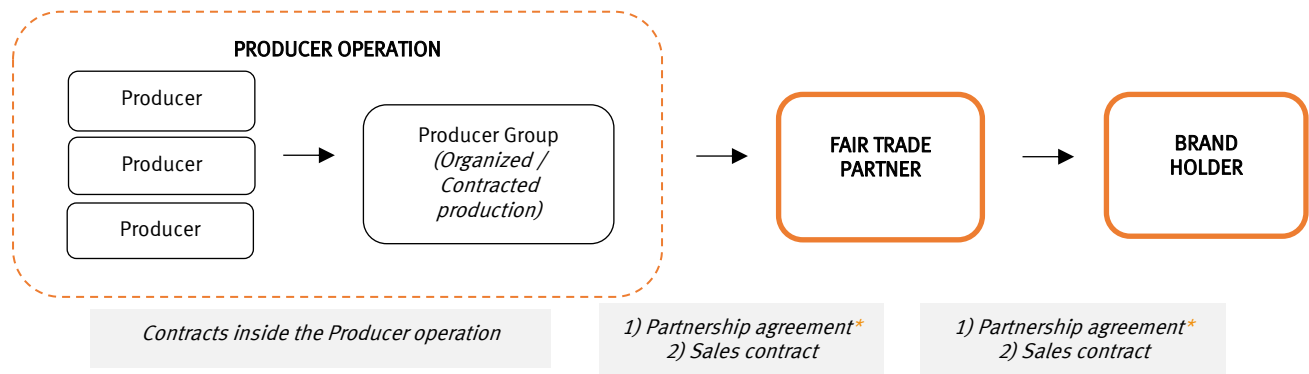 PRODUCER OPERATION
Producer
Producer
Producer
Producer Group
(Organized /
Contracted
production)
FAIR TRADE
PARTNER
BRAND
HOLDER
Contracts inside the Producer operation
1) Partnership agreement*
2) Sales contract
1) Partnership agreement*
2) Sales contract